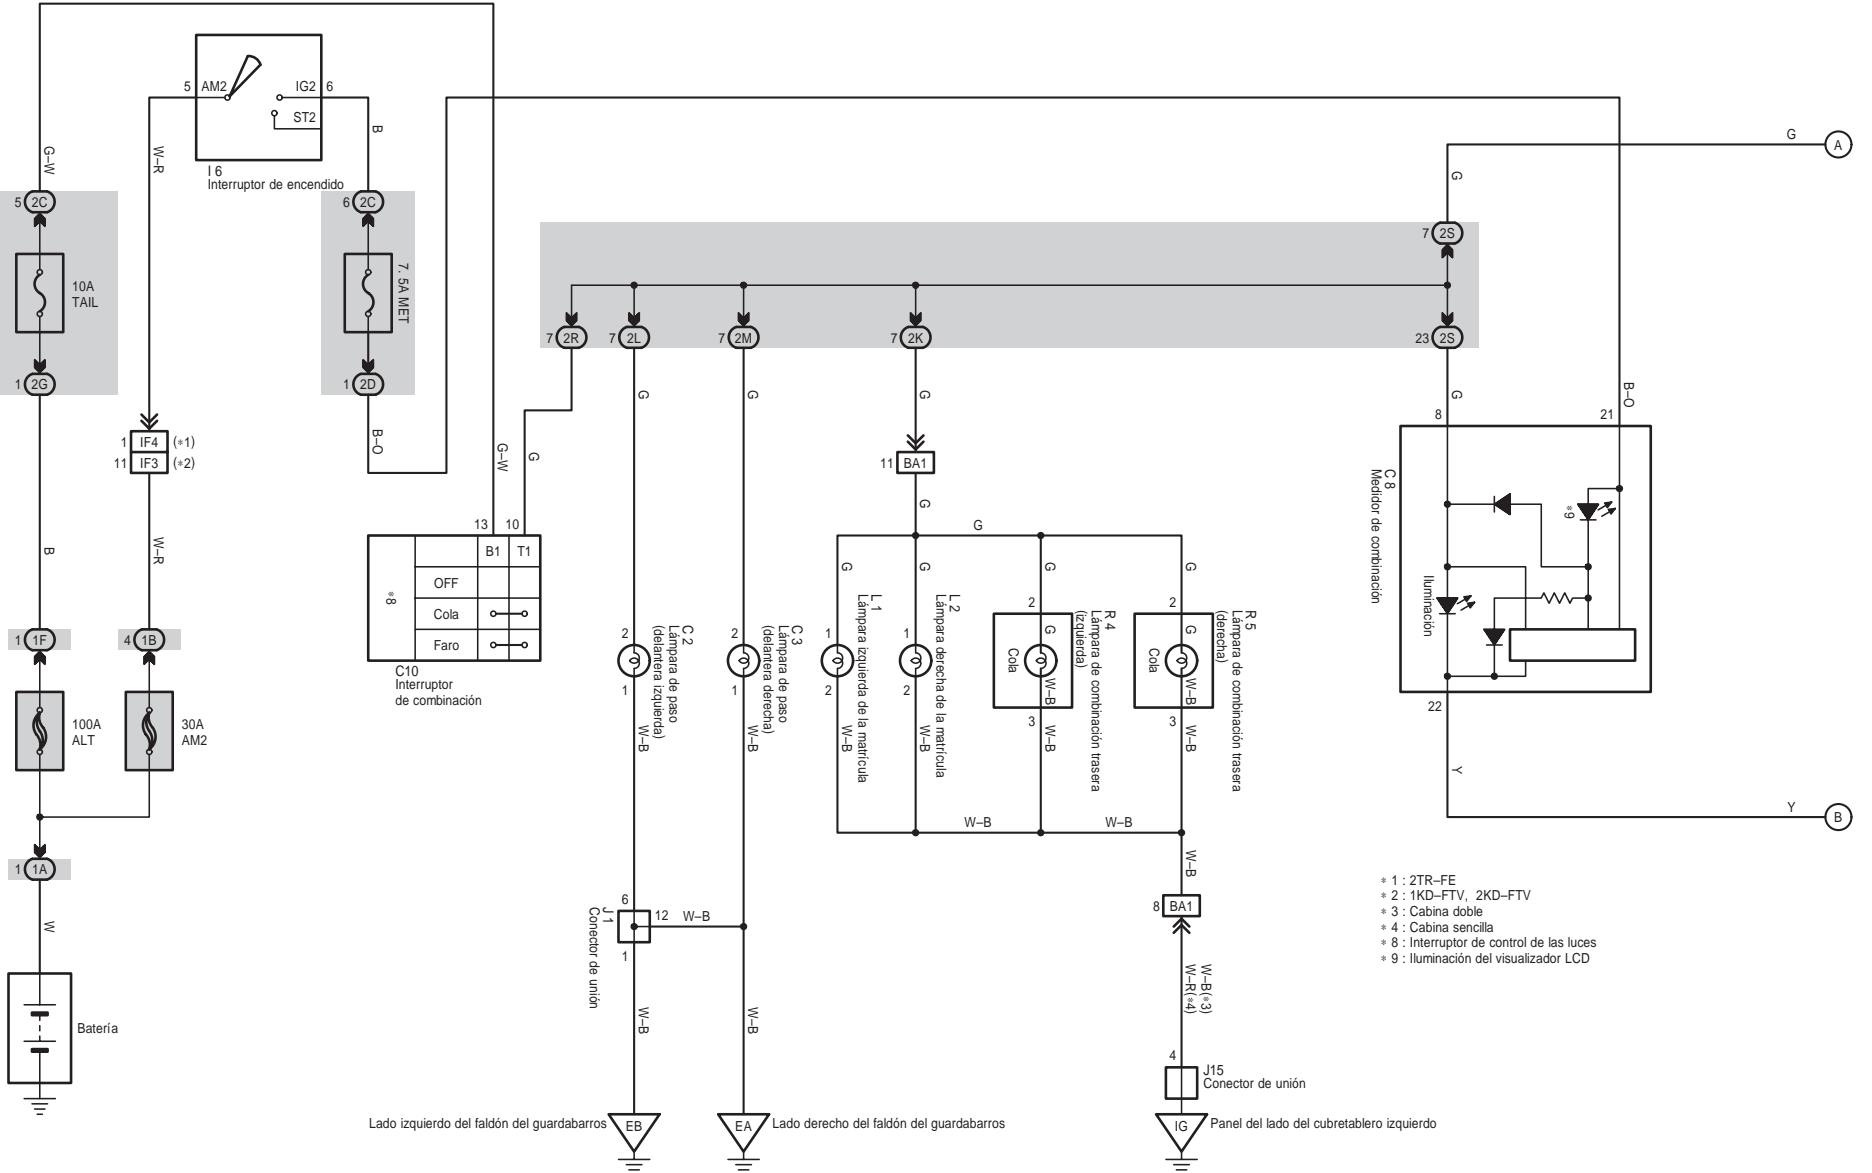 5
AM2
IG2
6
ST2
I 6
Interruptor de encendido
G–W
W–R
B
G
A
5
2C
6
2C
10A
TAIL
7. 5A MET
1
2G
1
2D
G
7
2S
7
2R
7
2L
7
2M
7
2K
23
2S
B–O
G–W
G
G
G
G
G
B–O
1
IF4
(*1)
11
IF3
(*2)
11
BA1
G
G
8
21
C 8
Medidor de combinación
*9
Iluminación
22
B
W–R
13
10
*8
B1
T1
OFF
Cola
Faro
C10
Interruptor
de combinación
1
1F
4
1B
100A
ALT
30A
AM2
1
1A
W
Batería
2
C 2
Lámpara de paso
(delantera izquierda)
1
W–B
2
C 3
Lámpara de paso
(delantera derecha)
1
W–B
G
1
L 1
Lámpara izquierda de la matrícula
2
W–B
G
1
L 2
Lámpara derecha de la matrícula
2
W–B
G
2
G
Cola
W–B
R 4
Lámpara de combinación trasera
(izquierda)
3
W–B
G
2
G
Cola
W–B
R 5
Lámpara de combinación trasera
(derecha)
3
W–B
W–B
W–B
W–B
8
BA1
W–B(*3)
W–R(*4)
4
J15
Conector de unión
6
12
W–B
J 1
Conector de unión
1
W–B
W–B
Y
Y
B
* 1 : 2TR–FE
* 2 : 1KD–FTV, 2KD–FTV
* 3 : Cabina doble
* 4 : Cabina sencilla
* 8 : Interruptor de control de las luces
* 9 : Iluminación del visualizador LCD
Lado izquierdo del faldón del guardabarros
EB
EA
Lado derecho del faldón del guardabarros
IG
Panel del lado del cubretablero izquierdo